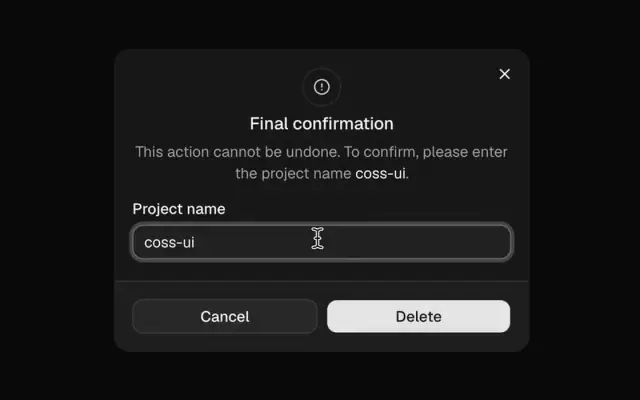 Final confirmation
This action cannot be undone. To confirm, please enter
the project name coss-ui.
Project name
coss-ui
Cancel
Delete